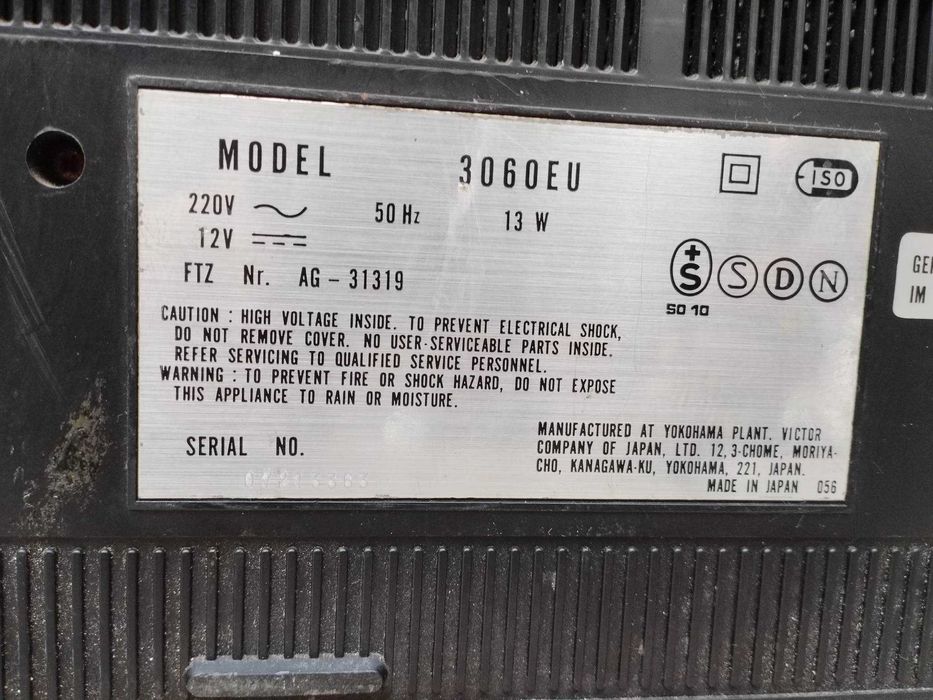 MODEL 3060EU
ISO
220V 50 Hz 13 W
12V
FTZ Nr. AG-31319
S S D N
SO 10
CAUTION : HIGH VOLTAGE INSIDE. TO PREVENT ELECTRICAL SHOCK,
DO NOT REMOVE COVER. NO USER-SERVICEABLE PARTS INSIDE.
REFER SERVICING TO QUALIFIED SERVICE PERSONNEL.
WARNING : TO PREVENT FIRE OR SHOCK HAZARD, DO NOT EXPOSE
THIS APPLIANCE TO RAIN OR MOISTURE.
SERIAL NO.
MANUFACTURED AT YOKOHAMA PLANT. VICTOR
COMPANY OF JAPAN, LTD. 12, 3-CHOME, MORIYA-
CHO, KANAGAWA-KU, YOKOHAMA, 221, JAPAN.
MADE IN JAPAN 056
IM